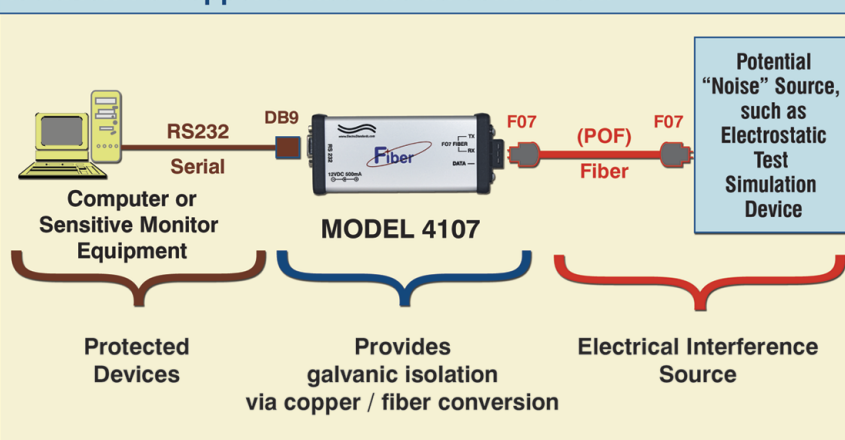 DB9
F07
F07
RS232
Serial
(POF)
Fiber
RS 232
Fiber
TX
FO7 FIBER
RX
DATA
12VDC 500mA
Potential
“Noise” Source,
such as
Electrostatic
Test
Simulation
Device
Computer or
Sensitive Monitor
Equipment
MODEL 4107
Protected
Devices
Provides
galvanic isolation
via copper / fiber conversion
Electrical Interference
Source